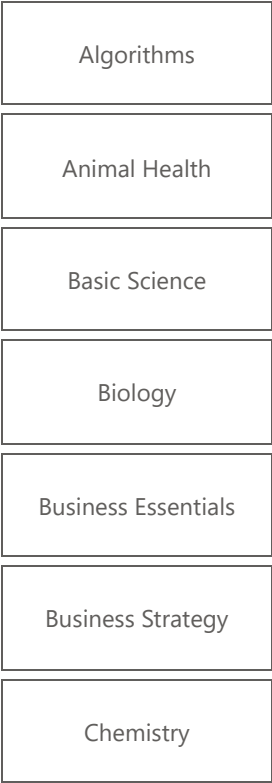 Algorithms
Animal Health
Basic Science
Biology
Business Essentials
Business Strategy
Chemistry